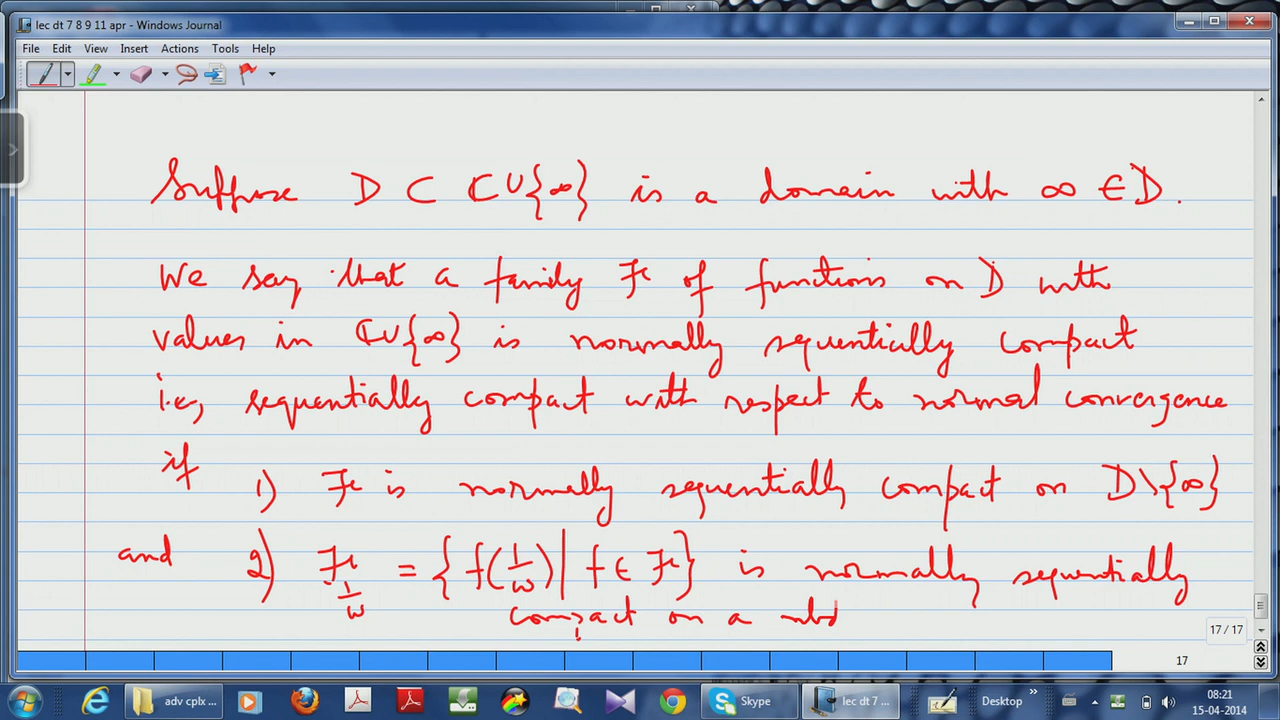 lec dt 7 8 9 11 apr - Windows Journal
File Edit View Insert Actions Tools Help
Suppose D ⊂ ℂ∪{∞} is a domain with ∞ ∈ D.
We say that a family ℱ of functions on D with
values in ℂ∪{∞} is normally sequentially compact
i.e., sequentially compact with respect to normal convergence
if 1) ℱ is normally sequentially compact on D\{∞}
and 2) ℱ_{1/w} = {f(1/w) | f ∈ ℱ} is normally sequentially
compact on a nbd
17 / 17
17
adv cplx ... Skype lec dt 7 ... Desktop 08:21
15-04-2014